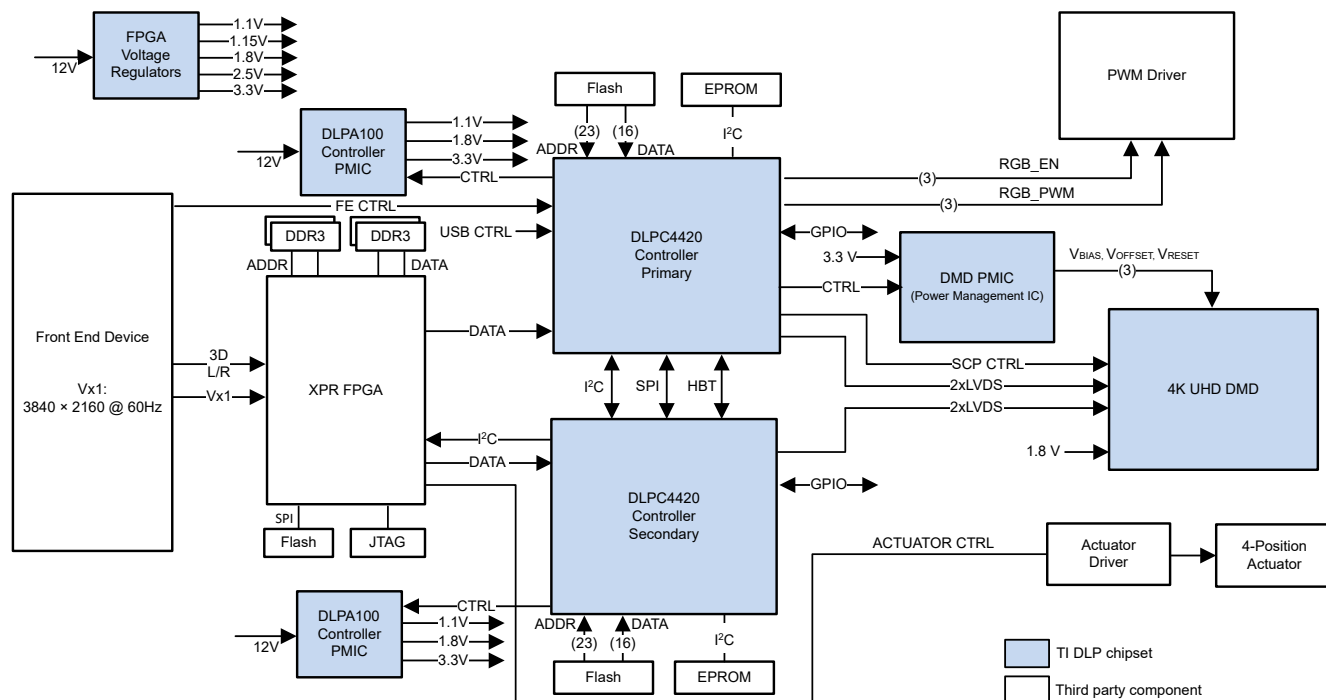 FPGA
Voltage
Regulators
12V
1.1V
1.15V
1.8V
2.5V
3.3V
DLPA100
Controller
PMIC
12V
1.1V
1.8V
3.3V
CTRL
Flash
(23)
(16)
ADDR
DATA
EPROM
I²C
PWM Driver
RGB_EN
(3)
RGB_PWM
(3)
FE CTRL
USB CTRL
DLPC4420
Controller
Primary
GPIO
3.3 V
CTRL
DMD PMIC
(Power Management IC)
VBIAS, VOFFSET, VRESET
(3)
DDR3
DDR3
ADDR
DATA
Front End Device
Vx1:
3840 × 2160 @ 60Hz
3D
L/R
Vx1
XPR FPGA
DATA
I²C
SPI
HBT
SCP CTRL
2xLVDS
2xLVDS
4K UHD DMD
1.8 V
I²C
DATA
DLPC4420
Controller
Secondary
GPIO
SPI
Flash
JTAG
ACTUATOR CTRL
Actuator
Driver
4-Position
Actuator
DLPA100
Controller
PMIC
12V
CTRL
1.1V
1.8V
3.3V
ADDR
DATA
(23)
(16)
Flash
I²C
EPROM
TI DLP chipset
Third party component